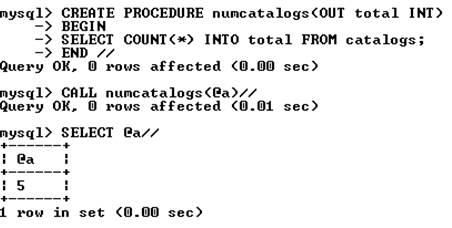 mysql> CREATE PROCEDURE numcatalogs(OUT total INT)
    -> BEGIN
    -> SELECT COUNT(*) INTO total FROM catalogs;
    -> END //
Query OK, 0 rows affected (0.00 sec)
mysql> CALL numcatalogs(@a)//
Query OK, 0 rows affected (0.01 sec)
mysql> SELECT @a//
+------+
| @a   |
+------+
| 5    |
+------+
1 row in set (0.00 sec)